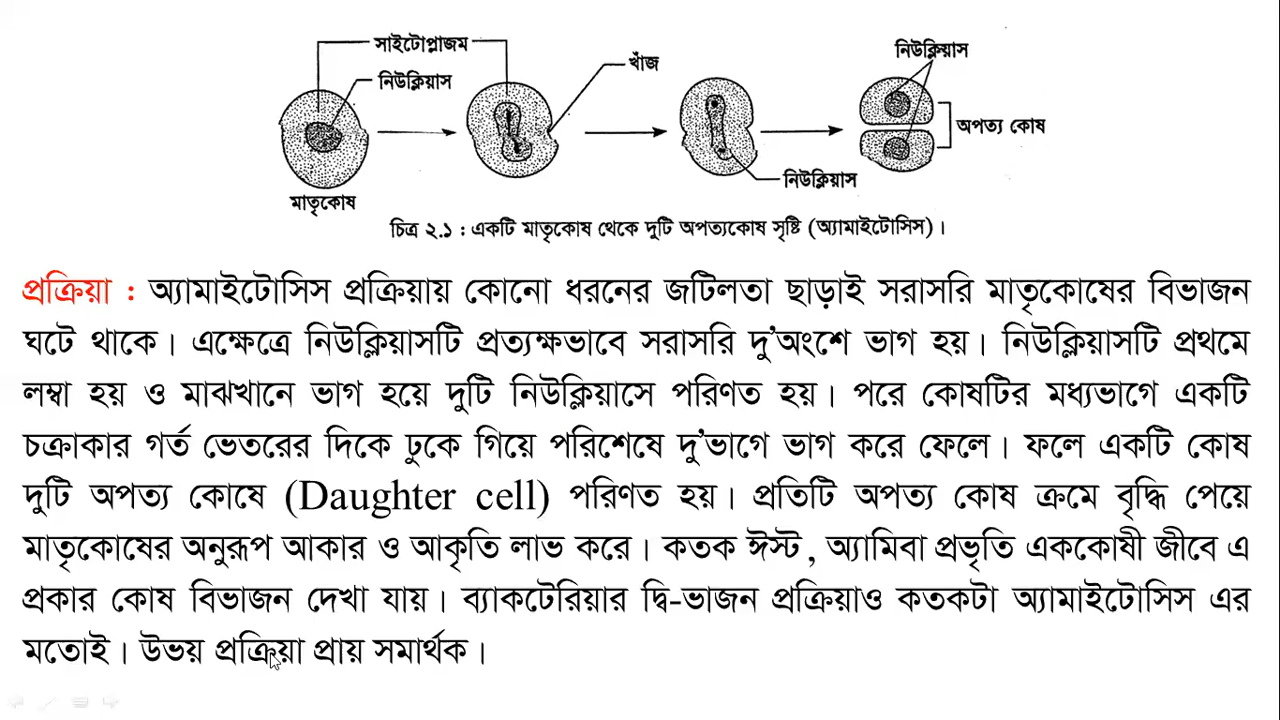 সাইটোপ্লাজম
নিউক্লিয়াস
খাঁজ
নিউক্লিয়াস
অপত্য কোষ
নিউক্লিয়াস
মাতৃকোষ
চিত্র ২.১ : একটি মাতৃকোষ থেকে দুটি অপত্যকোষ সৃষ্টি (অ্যামাইটোসিস)।
প্রক্রিয়া : অ্যামাইটোসিস প্রক্রিয়ায় কোনো ধরনের জটিলতা ছাড়াই সরাসরি মাতৃকোষের বিভাজন
ঘটে থাকে। এক্ষেত্রে নিউক্লিয়াসটি প্রত্যক্ষভাবে সরাসরি দু’অংশে ভাগ হয়। নিউক্লিয়াসটি প্রথমে
লম্বা হয় ও মাঝখানে ভাগ হয়ে দুটি নিউক্লিয়াসে পরিণত হয়। পরে কোষটির মধ্যভাগে একটি
চক্রাকার গর্ত ভেতরের দিকে ঢুকে গিয়ে পরিশেষে দু’ভাগে ভাগ করে ফেলে। ফলে একটি কোষ
দুটি অপত্য কোষে (Daughter cell) পরিণত হয়। প্রতিটি অপত্য কোষ ক্রমে বৃদ্ধি পেয়ে
মাতৃকোষের অনুরূপ আকার ও আকৃতি লাভ করে। কতক ঈস্ট, অ্যামিবা প্রভৃতি এককোষী জীবে এ
প্রকার কোষ বিভাজন দেখা যায়। ব্যাকটেরিয়ার দ্বি-ভাজন প্রক্রিয়াও কতকটা অ্যামাইটোসিস এর
মতোই। উভয় প্রক্রিয়া প্রায় সমার্থক।